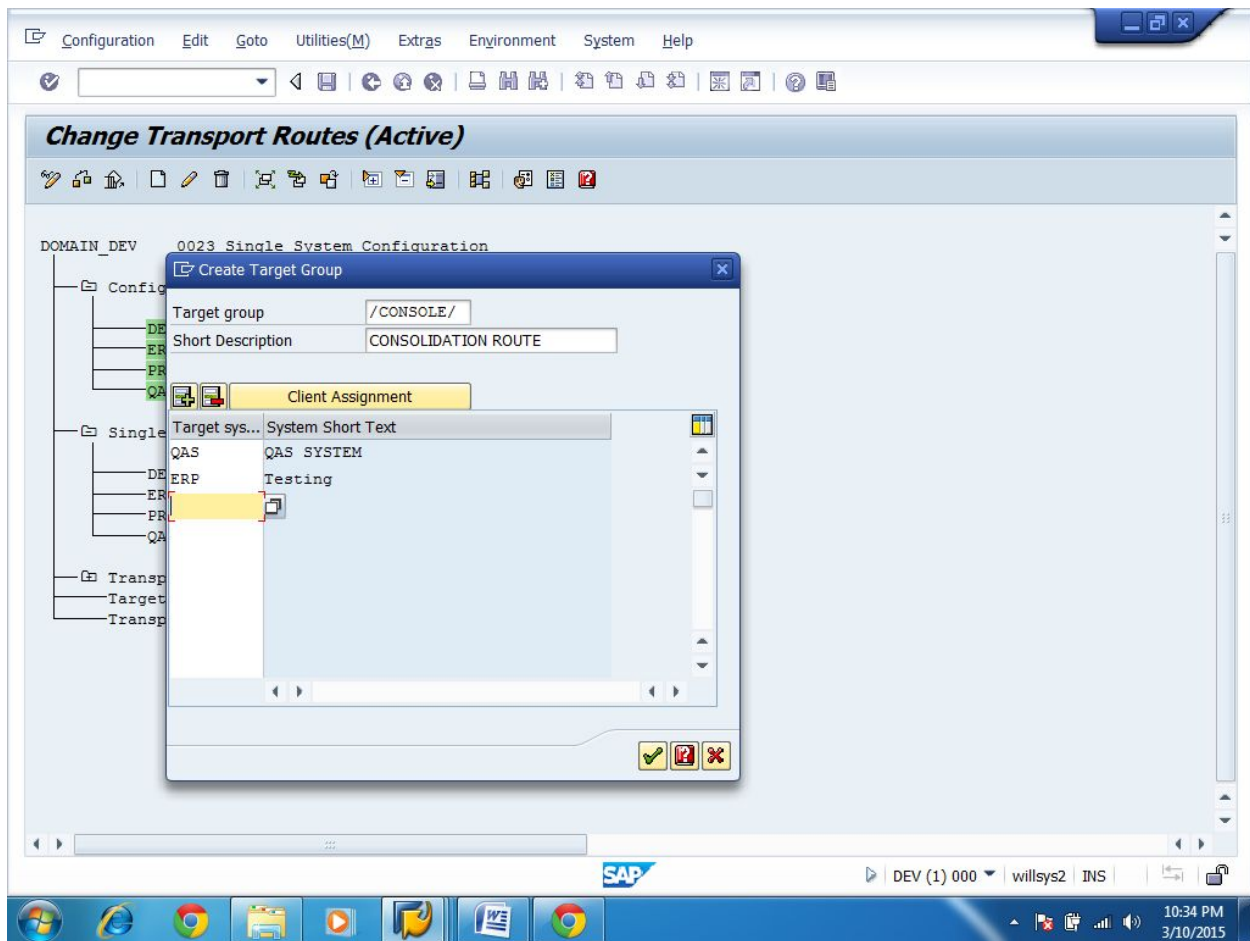 Configuration Edit Goto Utilities(M) Extras Environment System Help
Change Transport Routes (Active)
DOMAIN_DEV 0023 Single System Configuration
Config
DE
ER
PR
QA
Single
DE
ER
PR
QA
Transp
Target
Transp
Create Target Group
Target group /CONSOLE/
Short Description CONSOLIDATION ROUTE
Client Assignment
Target sys... System Short Text
QAS QAS SYSTEM
ERP Testing
SAP
DEV (1) 000 willsys2 INS
10:34 PM
3/10/2015